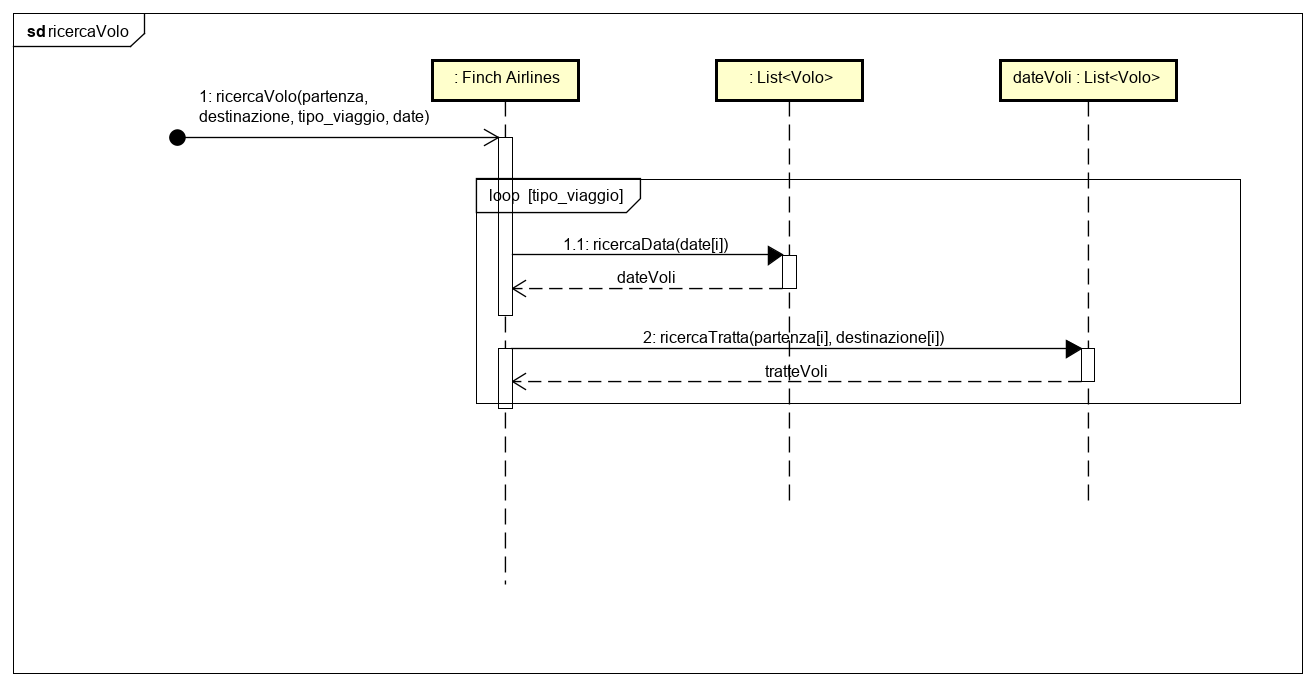 sd ricercaVolo
: Finch Airlines
: List<Volo>
dateVoli : List<Volo>
1: ricercaVolo(partenza,
destinazione, tipo_viaggio, date)
loop [tipo_viaggio]
1.1: ricercaData(date[i])
dateVoli
2: ricercaTratta(partenza[i], destinazione[i])
tratteVoli